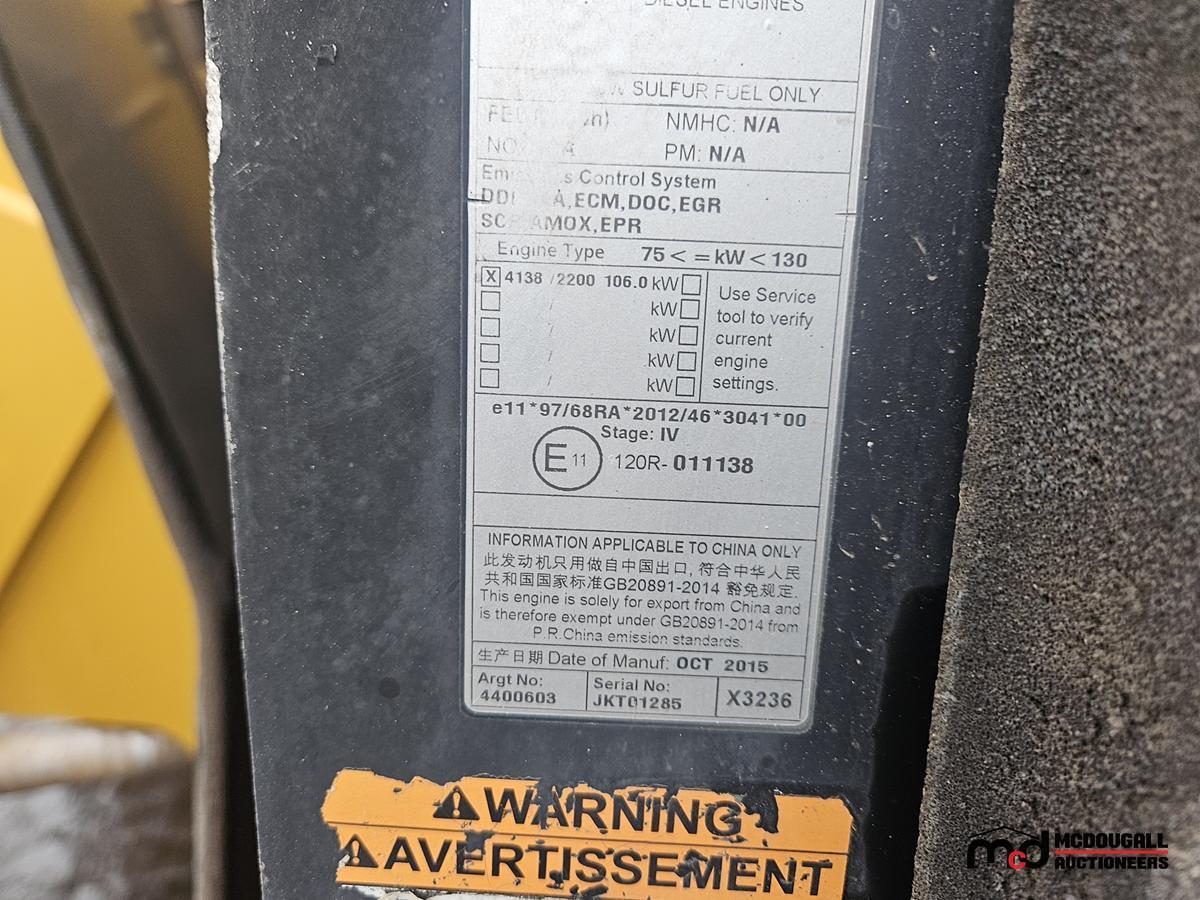 DIESEL ENGINES
SULFUR FUEL ONLY
NMHC: N/A
PM: N/A
Control System
ECM,DOC,EGR
AMOX,EPR
Engine Type 75 < = kW < 130
X 4138 /2200 106.0 kW
/ kW
/ kW
/ kW
/ kW
Use Service
tool to verify
current
engine
settings.
e11*97/68RA*2012/46*3041*00
Stage: IV
E11 120R- 011138
INFORMATION APPLICABLE TO CHINA ONLY
此发动机只用做自中国出口, 符合中华人民
共和国国家标准GB20891-2014 豁免规定.
This engine is solely for export from China and
is therefore exempt under GB20891-2014 from
P.R.China emission standards.
生产日期 Date of Manuf: OCT 2015
Argt No:
4400603
Serial No:
JKT01285
X3236
WARNING
AVERTISSEMENT
mcd MCDOUGALL
AUCTIONEERS